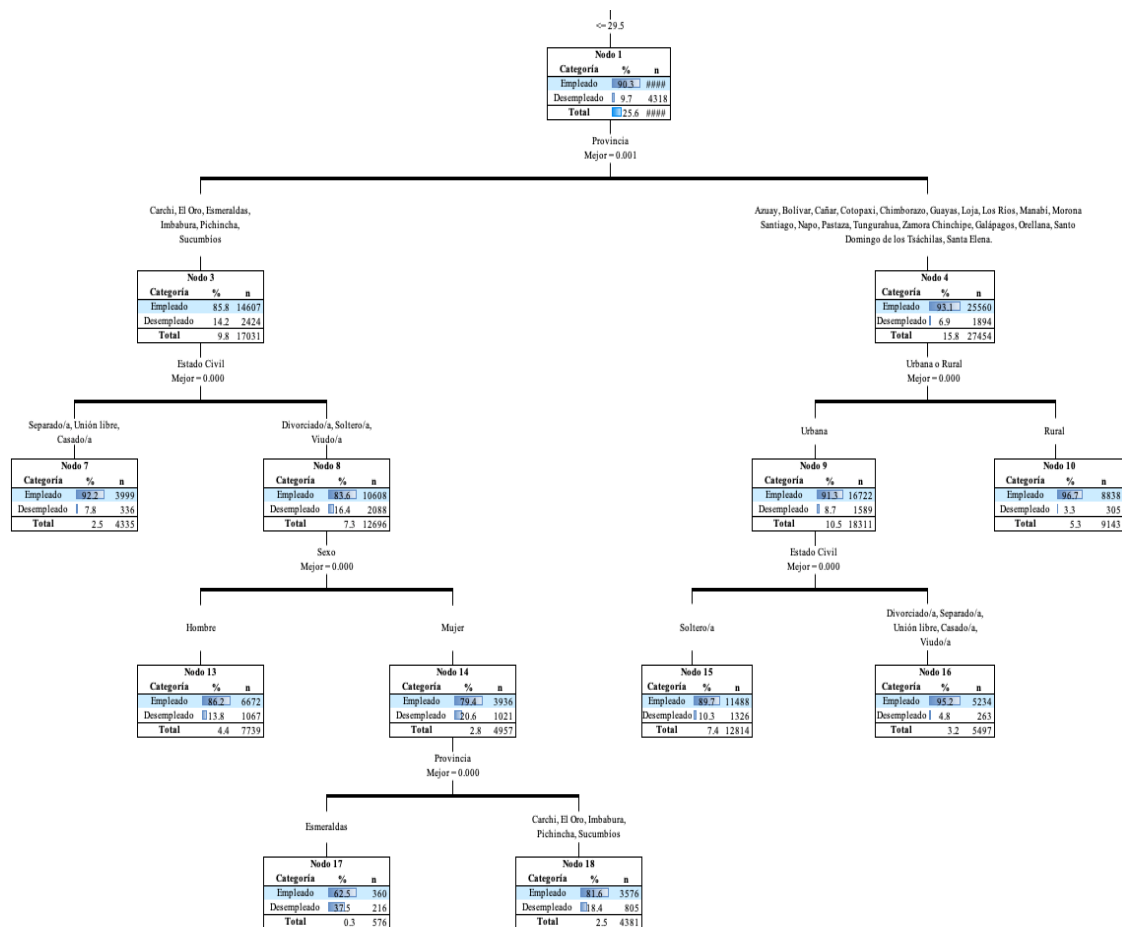 <= 29.5
Nodo 1
Categoría % n
Empleado 90.3 ####
Desempleado 9.7 4318
Total 25.6 ####
Provincia
Mejor = 0.001
Carchi, El Oro, Esmeraldas,
Imbabura, Pichincha,
Sucumbíos
Azuay, Bolívar, Cañar, Cotopaxi, Chimborazo, Guayas, Loja, Los Ríos, Manabí, Morona
Santiago, Napo, Pastaza, Tungurahua, Zamora Chinchipe, Galápagos, Orellana, Santo
Domingo de los Tsáchilas, Santa Elena.
Nodo 3
Categoría % n
Empleado 85.8 14607
Desempleado 14.2 2424
Total 9.8 17031
Nodo 4
Categoría % n
Empleado 93.1 25560
Desempleado 6.9 1894
Total 15.8 27454
Estado Civil
Mejor = 0.000
Urbana o Rural
Mejor = 0.000
Separado/a, Unión libre,
Casado/a
Divorciado/a, Soltero/a,
Viudo/a
Urbana
Rural
Nodo 7
Categoría % n
Empleado 92.2 3999
Desempleado 7.8 336
Total 2.5 4335
Nodo 8
Categoría % n
Empleado 83.6 10608
Desempleado 16.4 2088
Total 7.3 12696
Nodo 9
Categoría % n
Empleado 91.3 16722
Desempleado 8.7 1589
Total 10.5 18311
Nodo 10
Categoría % n
Empleado 96.7 8838
Desempleado 3.3 305
Total 5.3 9143
Sexo
Mejor = 0.000
Estado Civil
Mejor = 0.000
Hombre
Mujer
Soltero/a
Divorciado/a, Separado/a,
Unión libre, Casado/a,
Viudo/a
Nodo 13
Categoría % n
Empleado 86.2 6672
Desempleado 13.8 1067
Total 4.4 7739
Nodo 14
Categoría % n
Empleado 79.4 3936
Desempleado 20.6 1021
Total 2.8 4957
Nodo 15
Categoría % n
Empleado 89.7 11488
Desempleado 10.3 1326
Total 7.4 12814
Nodo 16
Categoría % n
Empleado 95.2 5234
Desempleado 4.8 263
Total 3.2 5497
Provincia
Mejor = 0.000
Esmeraldas
Carchi, El Oro, Imbabura,
Pichincha, Sucumbíos
Nodo 17
Categoría % n
Empleado 62.5 360
Desempleado 37.5 216
Total 0.3 576
Nodo 18
Categoría % n
Empleado 81.6 3576
Desempleado 18.4 805
Total 2.5 4381